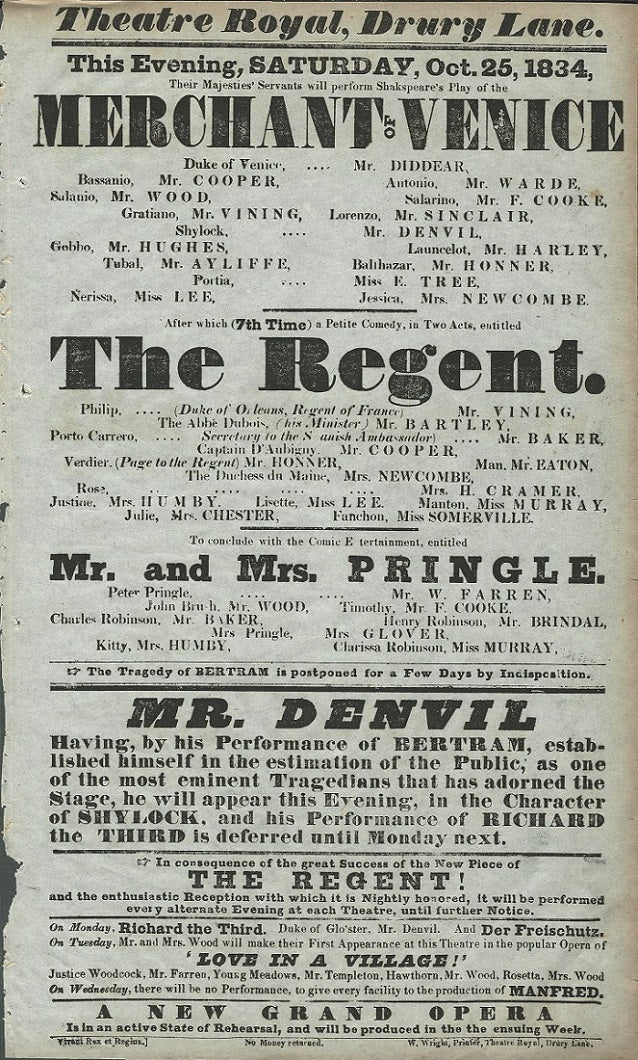 Theatre Royal, Drury Lane.
This Evening, SATURDAY, Oct. 25, 1834,
Their Majesties' Servants will perform Shakspeare's Play of the
MERCHANT OF VENICE
Duke of Venice, .... Mr. DIDDEAR,
Bassanio, Mr. COOPER, Antonio, Mr. WARDE,
Salanio, Mr. WOOD, Salarino, Mr. F. COOKE,
Gratiano, Mr. VINING, Lorenzo, Mr. SINCLAIR,
Shylock, .... Mr. DENVIL,
Gobbo, Mr. HUGHES, Launcelot, Mr. HARLEY,
Tubal, Mr. AYLIFFE, Balthazar, Mr. HONNER,
Portia, .... Miss E. TREE,
Nerissa, Miss LEE, Jessica, Mrs. NEWCOMBE.
After which (7th Time) a Petite Comedy, in Two Acts, entitled
The Regent.
Philip, .... (Duke of Orleans, Regent of France) Mr. VINING,
The Abbé Dubois, (his Minister) Mr. BARTLEY,
Porto Carrero, .... Secretary to the S anish Ambassador) .... Mr. BAKER,
Captain D'Aubigny, Mr. COOPER,
Verdier, (Page to the Regent) Mr. HONNER, Man, Mr. EATON,
The Duchess du Maine, Mrs. NEWCOMBE,
Rose, .... .... .... .... Mrs. H. CRAMER,
Justine, Mrs. HUMBY, Lisette, Miss LEE. Manton, Miss MURRAY,
Julie, Mrs. CHESTER, Fanchon, Miss SOMERVILLE.
To conclude with the Comic E tertainment, entitled
Mr. and Mrs. PRINGLE.
Peter Pringle, .... .... Mr. W. FARREN,
John Brush, Mr. WOOD, Timothy, Mr. F. COOKE,
Charles Robinson, Mr. BAKER, Henry Robinson, Mr. BRINDAL,
Mrs Pringle, Mrs GLOVER,
Kitty, Mrs. HUMBY, Clarissa Robinson, Miss MURRAY,
☞ The Tragedy of BERTRAM is postponed for a Few Days by Indisposition.
MR. DENVIL
Having, by his Performance of BERTRAM, estab-
lished himself in the estimation of the Public, as one
of the most eminent Tragedians that has adorned the
Stage, he will appear this Evening, in the Character
of SHYLOCK, and his Performance of RICHARD
the THIRD is deferred until Monday next.
☞ In consequence of the great Success of the New Piece of
THE REGENT!
and the enthusiastic Reception with which it is Nightly honored, it will be performed
every alternate Evening at each Theatre, until further Notice.
On Monday, Richard the Third. Duke of Glo'ster, Mr. Denvil. And Der Freischutz.
On Tuesday, Mr. and Mrs. Wood will make their First Appearance at this Theatre in the popular Opera of
'LOVE IN A VILLAGE!'
Justice Woodcock, Mr. Farren, Young Meadows, Mr. Templeton, Hawthorn, Mr. Wood, Rosetta, Mrs. Wood
On Wednesday, there will be no Performance, to give every facility to the production of MANFRED.
A NEW GRAND OPERA
Is in an active State of Rehearsal, and will be produced in the the ensuing Week.
Vivant Rex et Regina.] No Money returned. W. Wright, Printer, Theatre Royal, Drury Lane.